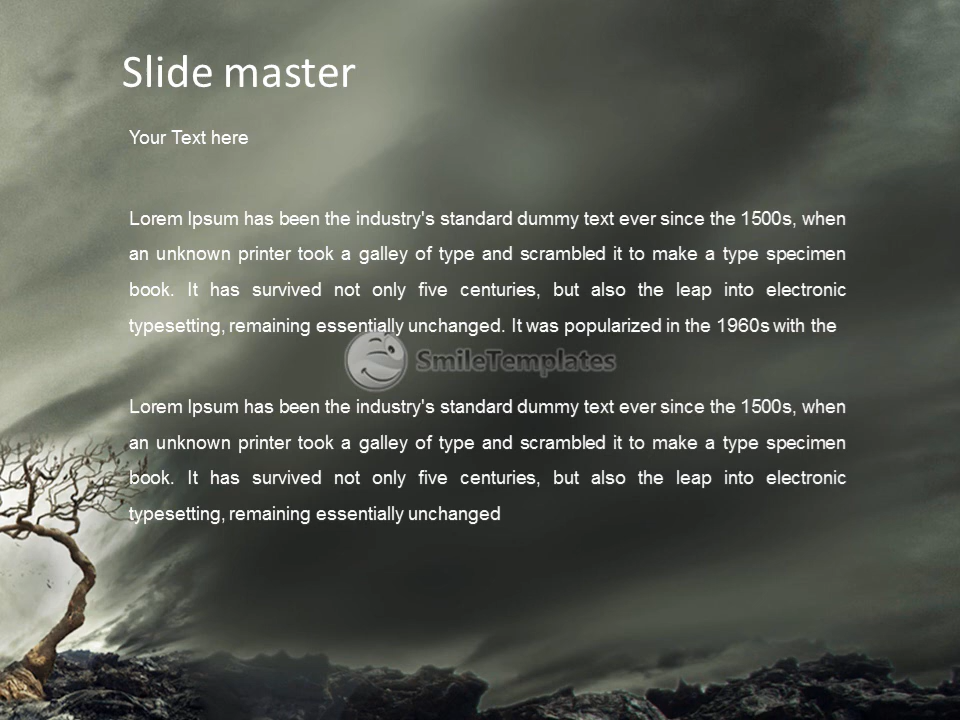 Slide master
Your Text here
Lorem Ipsum has been the industry's standard dummy text ever since the 1500s, when
an unknown printer took a galley of type and scrambled it to make a type specimen
book. It has survived not only five centuries, but also the leap into electronic
typesetting, remaining essentially unchanged. It was popularized in the 1960s with the
SmileTemplates
Lorem Ipsum has been the industry's standard dummy text ever since the 1500s, when
an unknown printer took a galley of type and scrambled it to make a type specimen
book. It has survived not only five centuries, but also the leap into electronic
typesetting, remaining essentially unchanged